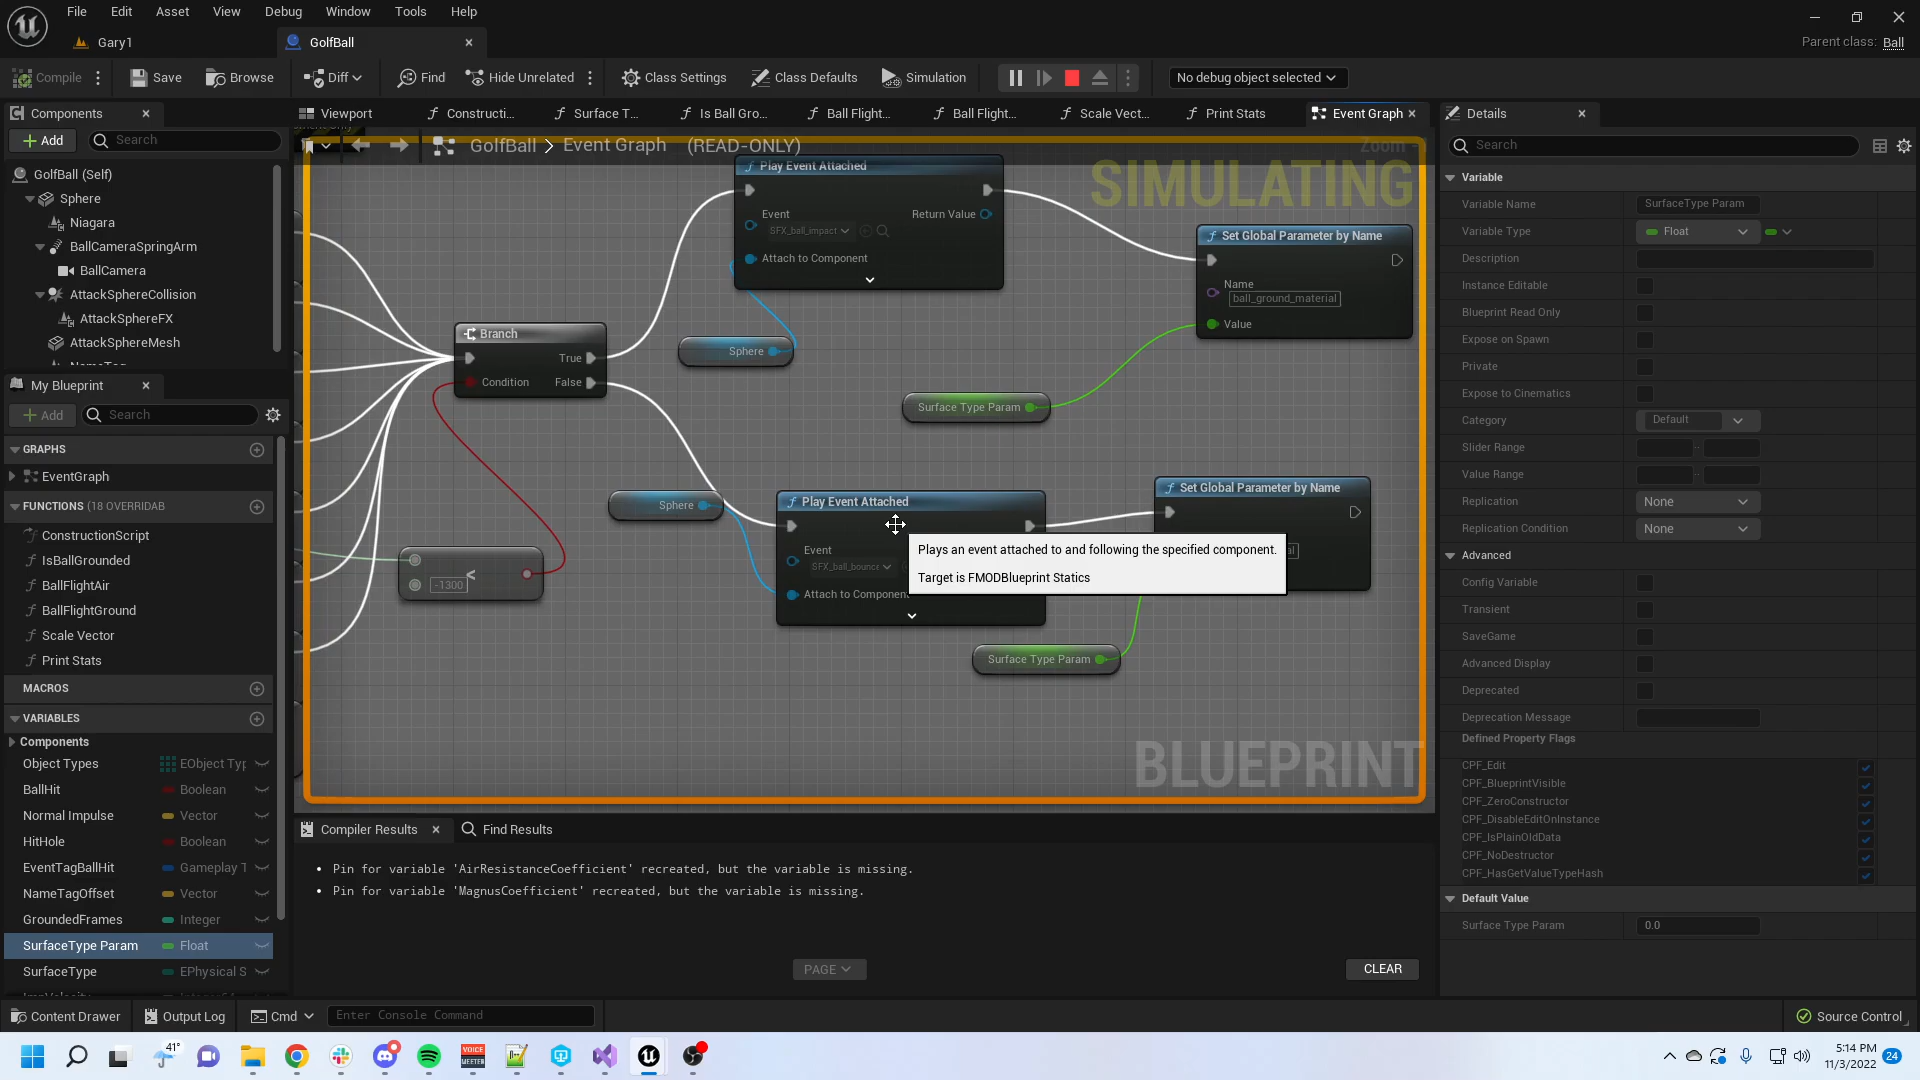 File Edit Asset View Debug Window Tools Help
Gary1
GolfBall
Parent class: Ball
Compile
Save
Browse
Diff
Find
Hide Unrelated
Class Settings
Class Defaults
Simulation
No debug object selected
Components
Add
Search
GolfBall (Self)
Sphere
Niagara
BallCameraSpringArm
BallCamera
AttackSphereCollision
AttackSphereFX
AttackSphereMesh
My Blueprint
Add
Search
GRAPHS
EventGraph
FUNCTIONS (18 OVERRIDAB
ConstructionScript
IsBallGrounded
BallFlightAir
BallFlightGround
Scale Vector
Print Stats
MACROS
VARIABLES
Components
Object Types EObject Typ
BallHit Boolean
Normal Impulse Vector
HitHole Boolean
EventTagBallHit Gameplay T
NameTagOffset Vector
GroundedFrames Integer
SurfaceType Param Float
SurfaceType EPhysical S
Viewport
Constructi...
Surface T...
Is Ball Gro...
Ball Flight...
Ball Flight...
Scale Vect...
Print Stats
Event Graph
GolfBall > Event Graph (READ-ONLY)
Zoom
SIMULATING
Play Event Attached
Event
SFX_ball_impact
Return Value
Attach to Component
Set Global Parameter by Name
Name
ball_ground_material
Value
Branch
True
Condition
False
Sphere
Surface Type Param
Sphere
Play Event Attached
Event
SFX_ball_bounce
Attach to Component
Set Global Parameter by Name
Plays an event attached to and following the specified component.
Target is FMODBlueprint Statics
<
-1300
Surface Type Param
BLUEPRINT
Compiler Results
Find Results
Pin for variable 'AirResistanceCoefficient' recreated, but the variable is missing.
Pin for variable 'MagnusCoefficient' recreated, but the variable is missing.
PAGE
CLEAR
Details
Search
Variable
Variable Name SurfaceType Param
Variable Type Float
Description
Instance Editable
Blueprint Read Only
Expose on Spawn
Private
Expose to Cinematics
Category Default
Slider Range
Value Range
Replication None
Replication Condition None
Advanced
Config Variable
Transient
SaveGame
Advanced Display
Deprecated
Deprecation Message
Defined Property Flags
CPF_Edit
CPF_BlueprintVisible
CPF_ZeroConstructor
CPF_DisableEditOnInstance
CPF_IsPlainOldData
CPF_NoDestructor
CPF_HasGetValueTypeHash
Default Value
Surface Type Param 0.0
Content Drawer
Output Log
Cmd
Enter Console Command
Source Control
41°
VOICE
MEETER
5:14 PM
11/3/2022
24